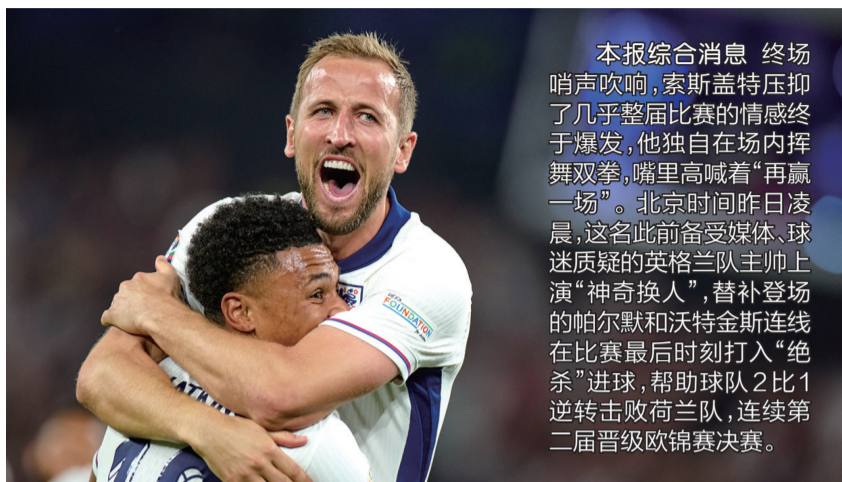 本报综合消息 终场
哨声吹响，索斯盖特压抑
了几乎整届比赛的情感终
于爆发，他独自在场内挥
舞双拳，嘴里高喊着“再赢
一场”。北京时间昨日凌
晨，这名此前备受媒体、球
迷质疑的英格兰队主帅上
演“神奇换人”，替补登场
的帕尔默和沃特金斯连线
在比赛最后时刻打入“绝
杀”进球，帮助球队2比1
逆转击败荷兰队，连续第
二届晋级欧锦赛决赛。
UEFA
FOUNDATION